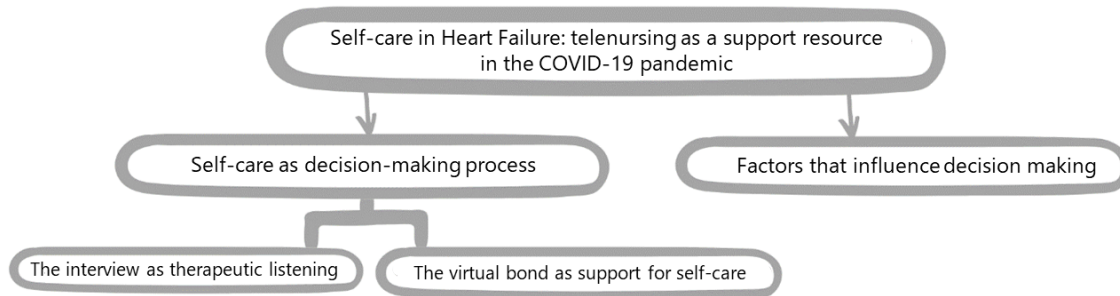 Self-care in Heart Failure: telenursing as a support resource
in the COVID-19 pandemic
Self-care as decision-making process
Factors that influence decision making
The interview as therapeutic listening
The virtual bond as support for self-care